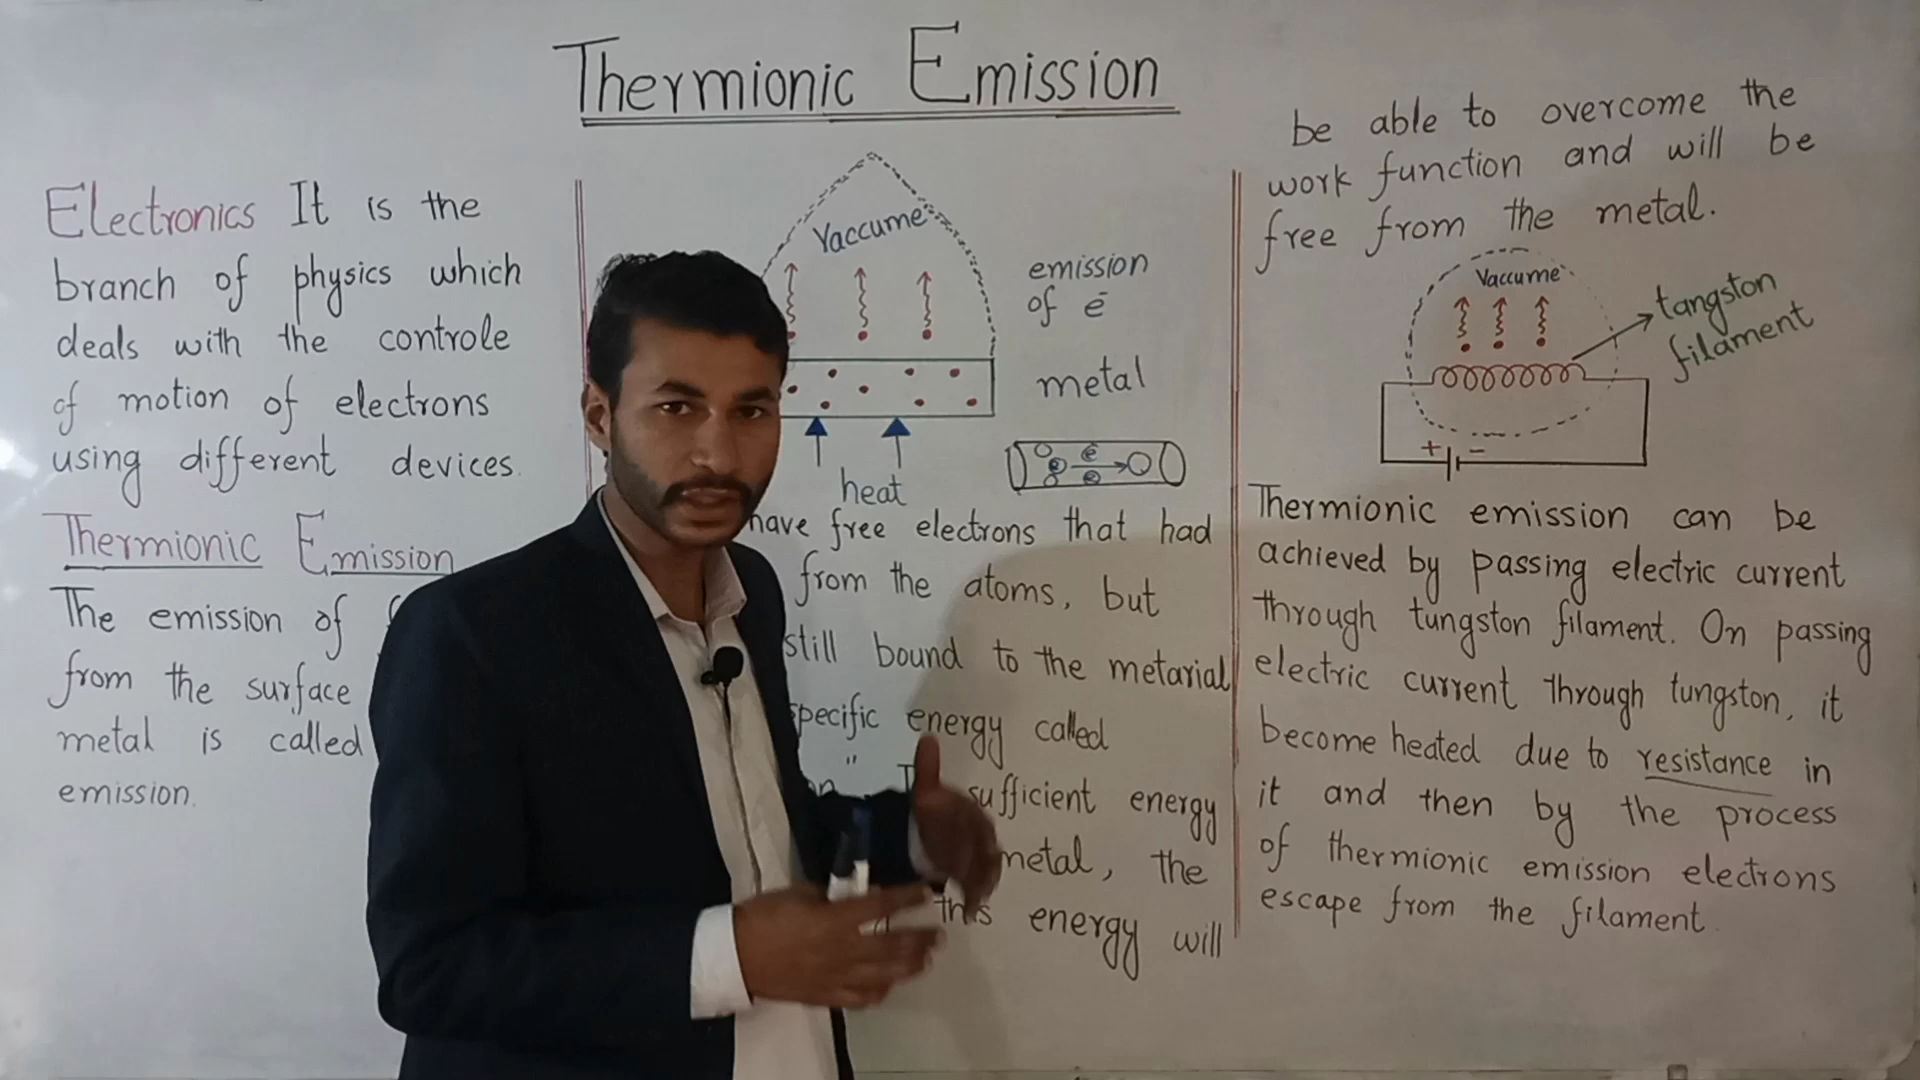 Thermionic Emission
Electronics It is the
branch of physics which
deals with the controle
of motion of electrons
using different devices.
Thermionic Emission
The emission of
from the surface
metal is called
emission.
Vaccume
emission
of ē
metal
heat
e
e
e
have free electrons that had
from the atoms, but
still bound to the metarial
specific energy called
sufficient energy
metal, the
this energy will
be able to overcome the
work function and will be
free from the metal.
Vaccume
tangston
filament
+ -
Thermionic emission can be
achieved by passing electric current
through tungston filament. On passing
electric current through tungston, it
become heated due to resistance in
it and then by the process
of thermionic emission electrons
escape from the filament.